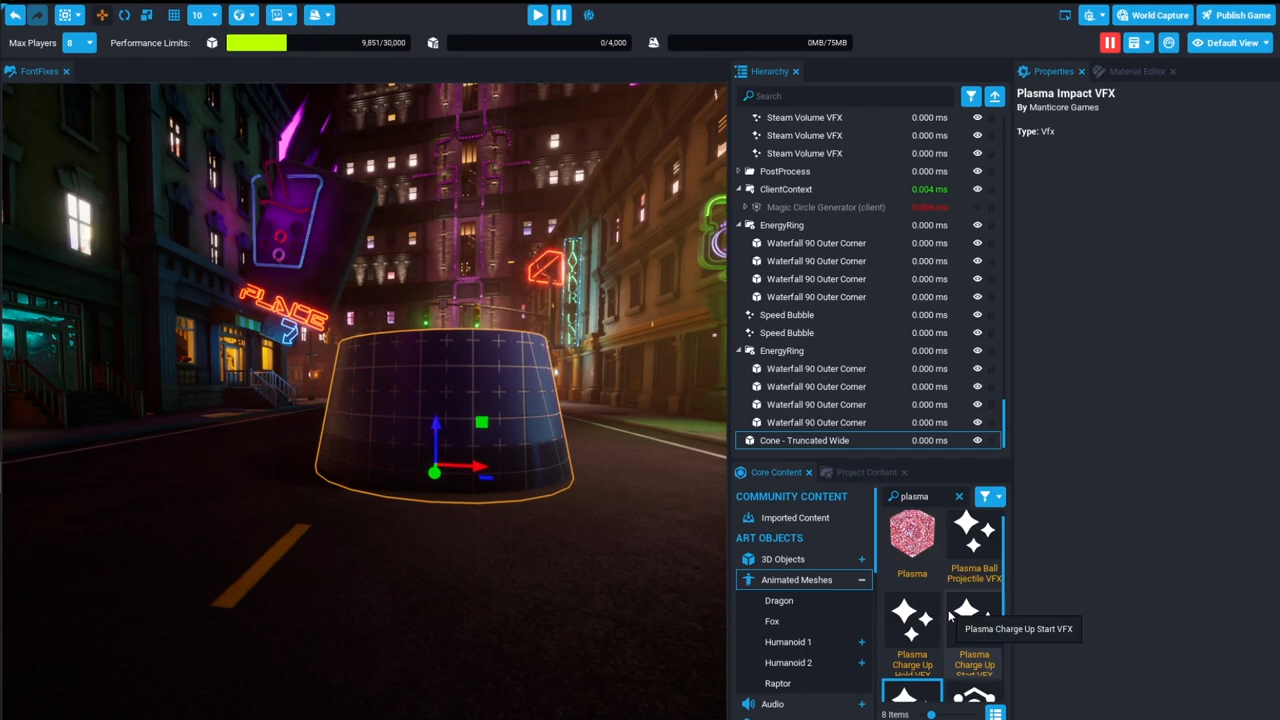 10
World Capture
Publish Game
Max Players
8
Performance Limits:
9,851/30,000
0/4,000
0MB/75MB
Default View
FontFixes
Hierarchy
Properties
Material Editor
Search
Plasma Impact VFX
By Manticore Games
Type: Vfx
Steam Volume VFX 0.000 ms
Steam Volume VFX 0.000 ms
Steam Volume VFX 0.000 ms
PostProcess 0.000 ms
ClientContext 0.004 ms
Magic Circle Generator (client) 0.004 ms
EnergyRing 0.000 ms
Waterfall 90 Outer Corner 0.000 ms
Waterfall 90 Outer Corner 0.000 ms
Waterfall 90 Outer Corner 0.000 ms
Waterfall 90 Outer Corner 0.000 ms
Speed Bubble 0.000 ms
Speed Bubble 0.000 ms
EnergyRing 0.000 ms
Waterfall 90 Outer Corner 0.000 ms
Waterfall 90 Outer Corner 0.000 ms
Waterfall 90 Outer Corner 0.000 ms
Waterfall 90 Outer Corner 0.000 ms
Cone - Truncated Wide 0.000 ms
PLACE
Core Content
Project Content
COMMUNITY CONTENT
Imported Content
ART OBJECTS
3D Objects
Animated Meshes
Dragon
Fox
Humanoid 1
Humanoid 2
Raptor
Audio
plasma
Plasma
Plasma Ball
Projectile VFX
Plasma
Charge Up
Hold VFX
Plasma
Charge Up
Start VFX
Plasma Charge Up Start VFX
8 Items